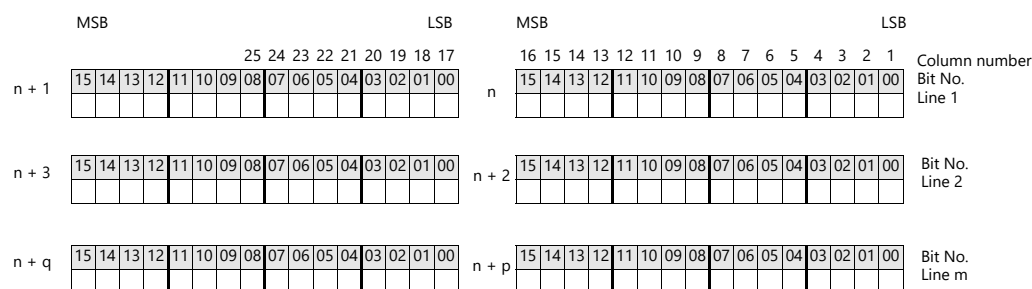 MSB LSB MSB LSB
25 24 23 22 21 20 19 18 17 16 15 14 13 12 11 10 9 8 7 6 5 4 3 2 1 Column number
n + 1 15 14 13 12 11 10 09 08 07 06 05 04 03 02 01 00 n 15 14 13 12 11 10 09 08 07 06 05 04 03 02 01 00 Bit No.
Line 1
n + 3 15 14 13 12 11 10 09 08 07 06 05 04 03 02 01 00 n + 2 15 14 13 12 11 10 09 08 07 06 05 04 03 02 01 00 Bit No.
Line 2
n + q 15 14 13 12 11 10 09 08 07 06 05 04 03 02 01 00 n + p 15 14 13 12 11 10 09 08 07 06 05 04 03 02 01 00 Bit No.
Line m